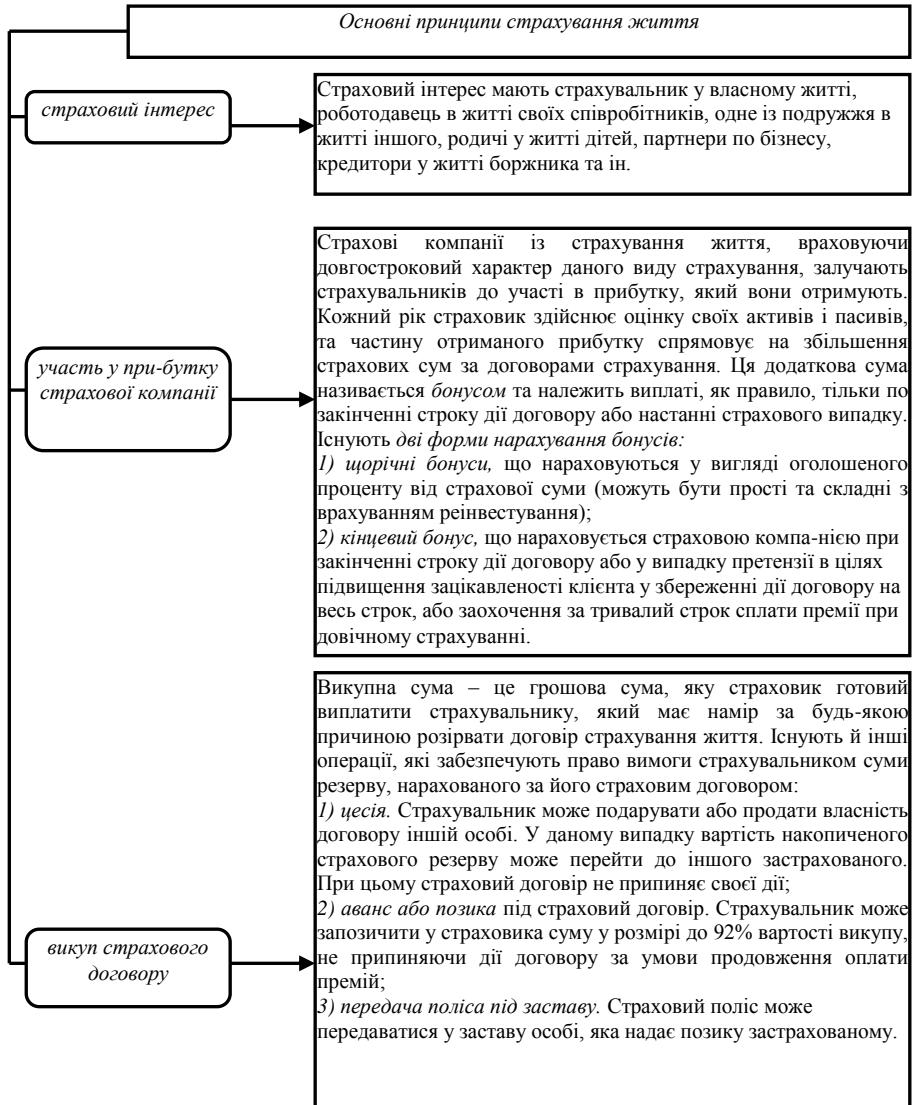 Основні принципи страхування життя
страховий інтерес
Страховий інтерес мають страхувальник у власному житті,
роботодавець в житті своїх співробітників, одне із подружжя в
житті іншого, родичі у житті дітей, партнери по бізнесу,
кредитори у житті боржника та ін.
участь у при-бутку
страхової компанії
Страхові компанії із страхування життя, враховуючи
довгостроковий характер даного виду страхування, залучають
страхувальників до участі в прибутку, який вони отримують.
Кожний рік страховик здійснює оцінку своїх активів і пасивів,
та частину отриманого прибутку спрямовує на збільшення
страхових сум за договорами страхування. Ця додаткова сума
називається бонусом та належить виплаті, як правило, тільки по
закінченні строку дії договору або настанні страхового випадку.
Існують дві форми нарахування бонусів:
1) щорічні бонуси, що нараховуються у вигляді оголошеного
проценту від страхової суми (можуть бути прості та складні з
врахуванням реінвестування);
2) кінцевий бонус, що нараховується страховою компа-нією при
закінченні строку дії договору або у випадку претензії в цілях
підвищення зацікавленості клієнта у збереженні дії договору на
весь строк, або заохочення за тривалий строк сплати премії при
довічному страхуванні.
викуп страхового
договору
Викупна сума – це грошова сума, яку страховик готовий
виплатити страхувальнику, який має намір за будь-якою
причиною розірвати договір страхування життя. Існують й інші
операції, які забезпечують право вимоги страхувальником суми
резерву, нарахованого за його страховим договором:
1) цесія. Страхувальник може подарувати або продати власність
договору іншій особі. У даному випадку вартість накопиченого
страхового резерву може перейти до іншого застрахованого.
При цьому страховий договір не припиняє своєї дії;
2) аванс або позика під страховий договір. Страхувальник може
запозичити у страховика суму у розмірі до 92% вартості викупу,
не припиняючи дії договору за умови продовження оплати
премій;
3) передача поліса під заставу. Страховий поліс може
передаватися у заставу особі, яка надає позику застрахованому.